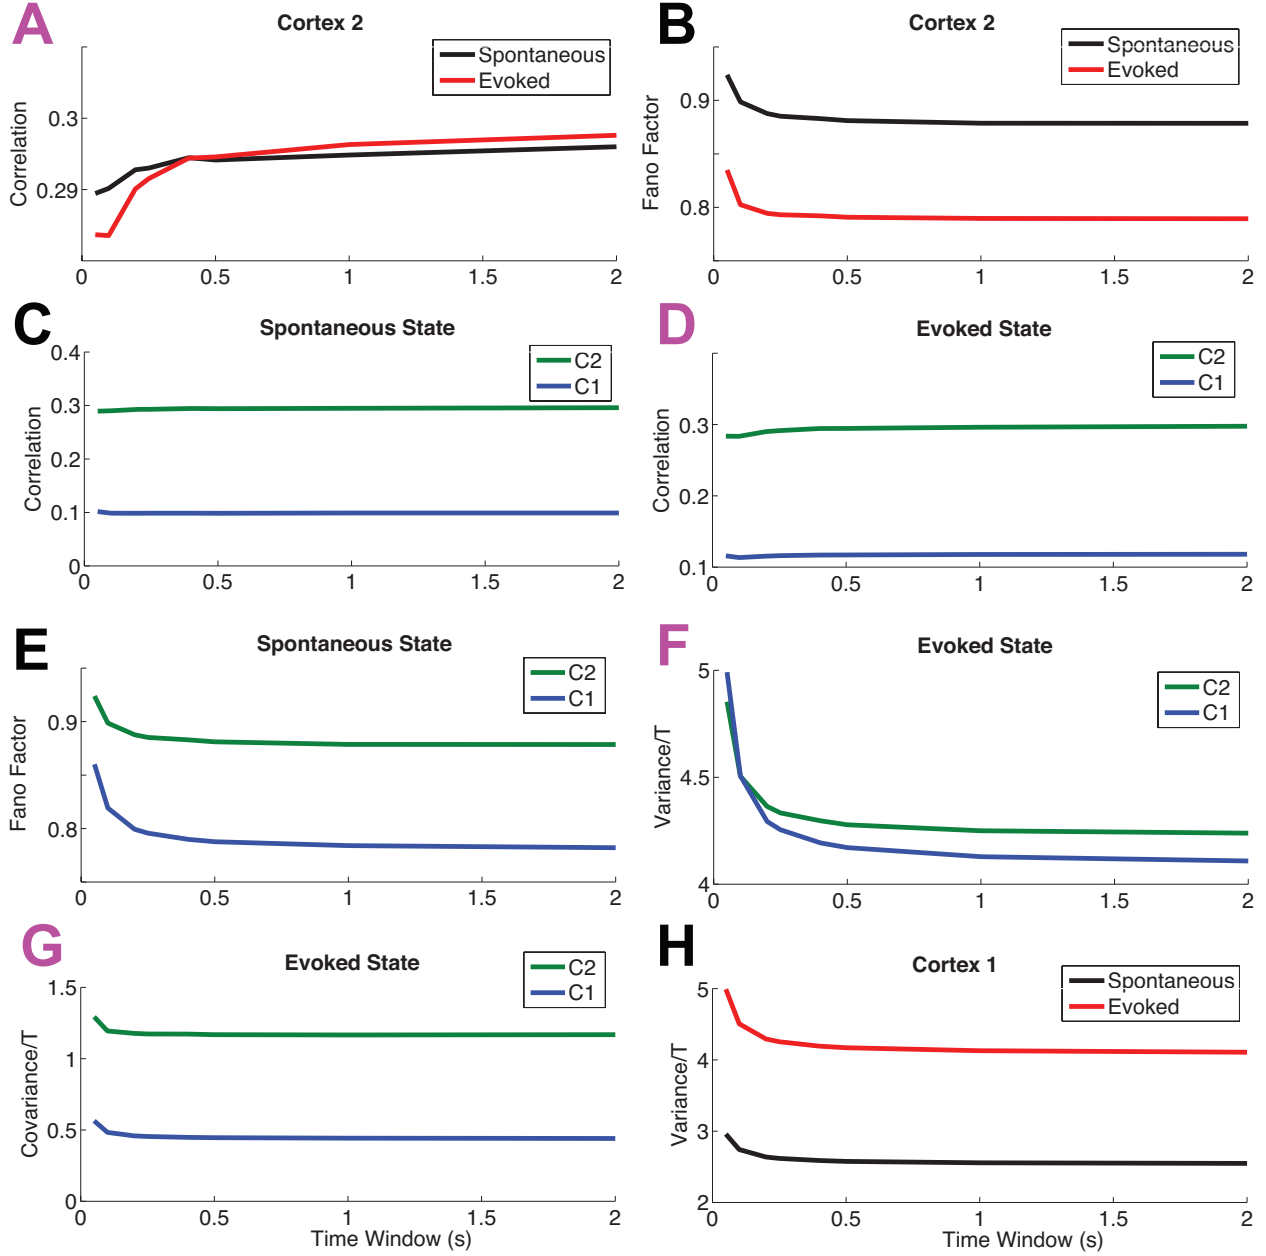 A
Cortex 2
Spontaneous
Evoked
Correlation
0.3
0.29
0 0.5 1 1.5 2
B
Cortex 2
Spontaneous
Evoked
Fano Factor
0.9
0.8
0 0.5 1 1.5 2
C
Spontaneous State
C2
C1
Correlation
0.4
0.3
0.2
0.1
0
0 0.5 1 1.5 2
D
Evoked State
C2
C1
Correlation
0.3
0.2
0.1
0 0.5 1 1.5 2
E
Spontaneous State
C2
C1
Fano Factor
0.9
0.8
0 0.5 1 1.5 2
F
Evoked State
C2
C1
Variance/T
5
4.5
4
0 0.5 1 1.5 2
G
Evoked State
C2
C1
Covariance/T
1.5
1
0.5
0
0 0.5 1 1.5 2
Time Window (s)
H
Cortex 1
Spontaneous
Evoked
Variance/T
5
4
3
2
0 0.5 1 1.5 2
Time Window (s)